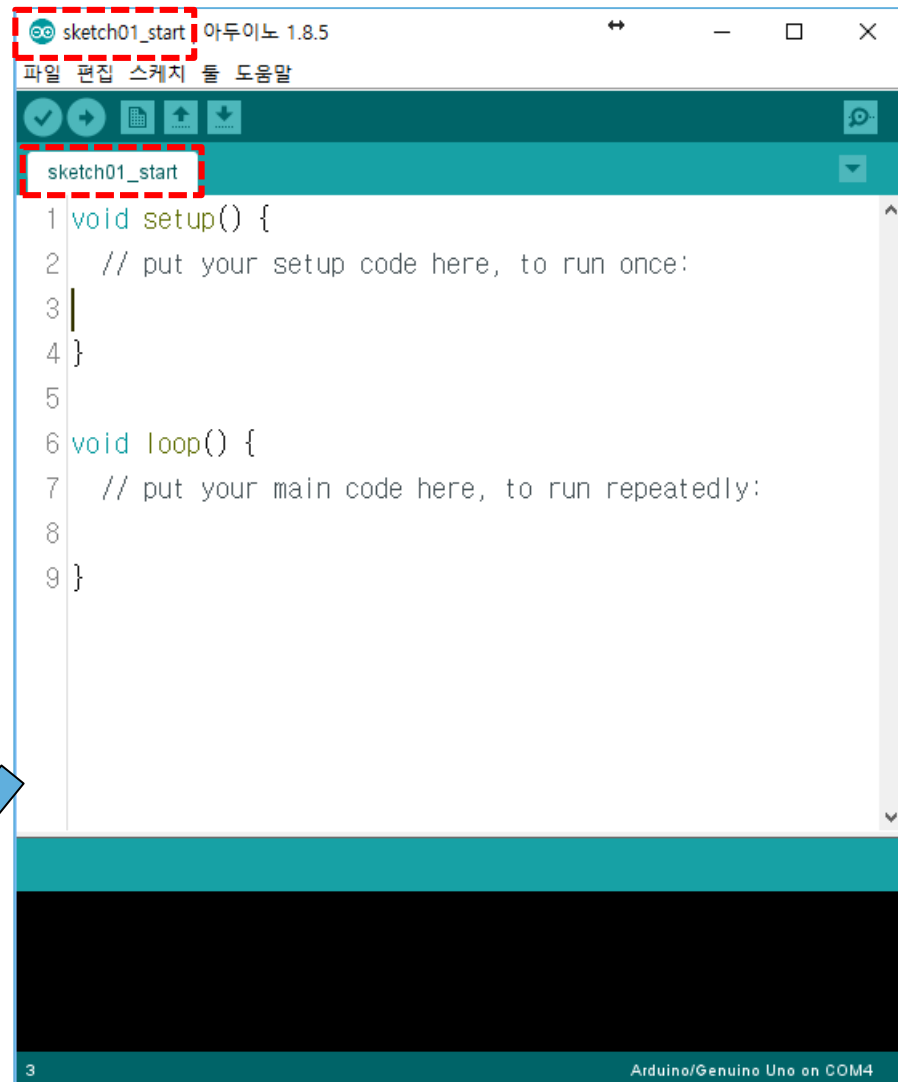 sketch01_start 아두이노 1.8.5
파일 편집 스케치 툴 도움말
sketch01_start
1 void setup() {
2 // put your setup code here, to run once:
3
4 }
5
6 void loop() {
7 // put your main code here, to run repeatedly:
8
9 }
3 Arduino/Genuino Uno on COM4